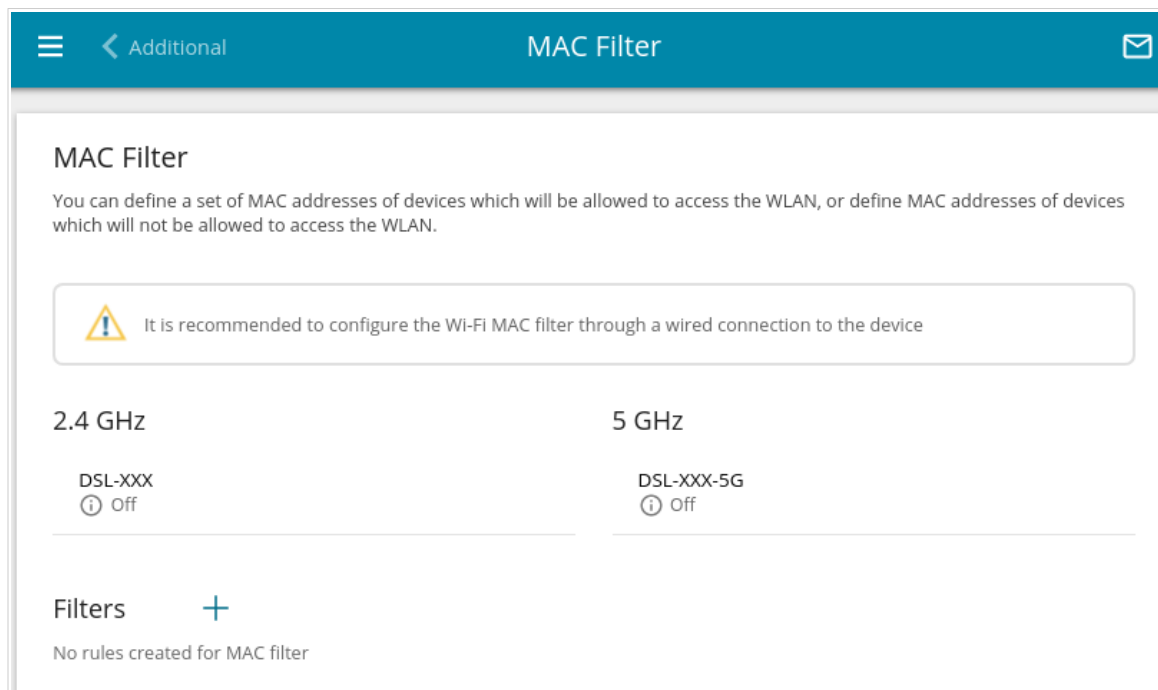 Additional
MAC Filter
MAC Filter
You can define a set of MAC addresses of devices which will be allowed to access the WLAN, or define MAC addresses of devices
which will not be allowed to access the WLAN.
It is recommended to configure the Wi-Fi MAC filter through a wired connection to the device
2.4 GHz
DSL-XXX
Off
5 GHz
DSL-XXX-5G
Off
Filters
No rules created for MAC filter